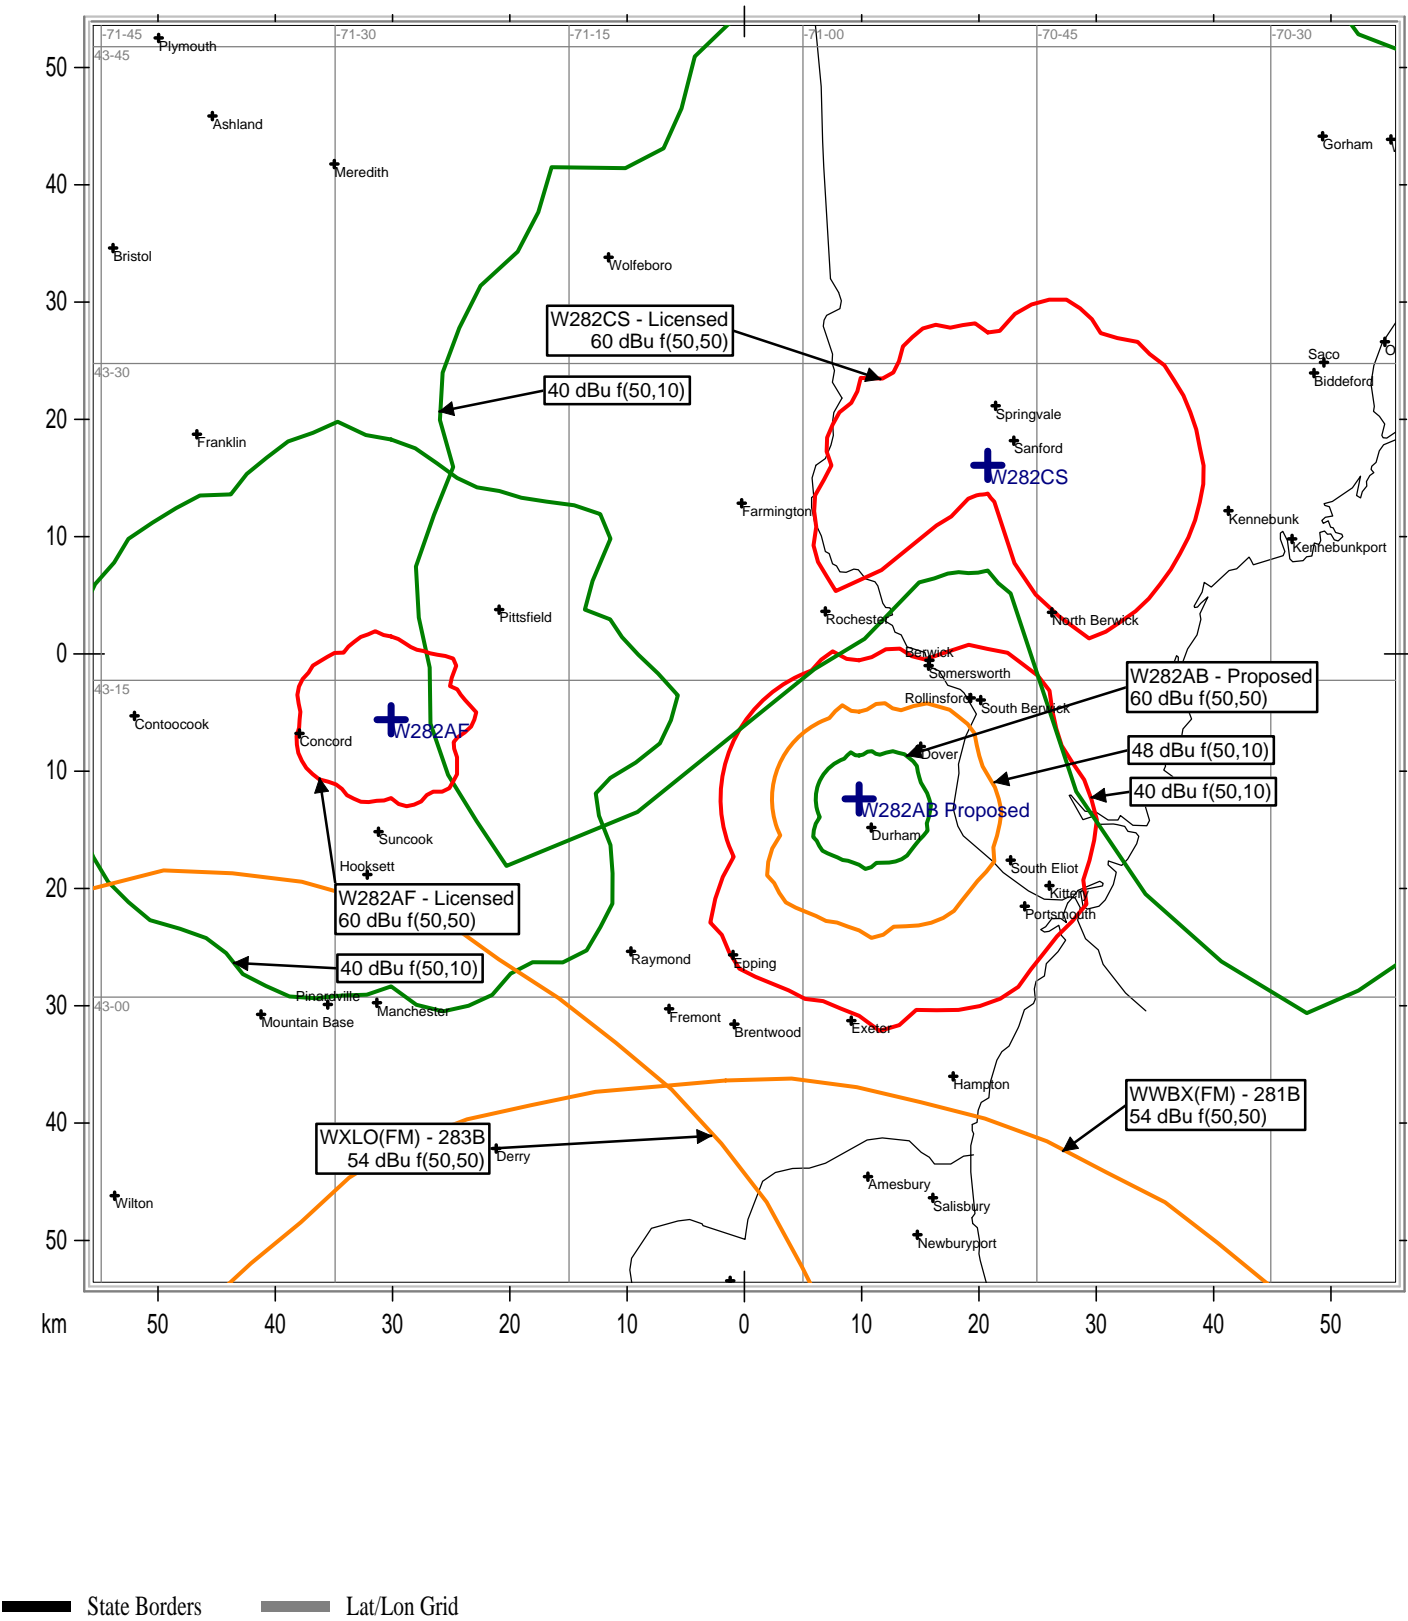 -71-45
-71-30
-71-15
-71-00
-70-45
-70-30
Plymouth
43-45
50
Ashland
Gorham
Meredith
40
Bristol
Wolfeboro
30
W282CS - Licensed
60 dBu f(50,50)
Saco
O
43-30
Biddeford
40 dBu f(50,10)
20
Springvale
Franklin
Sanford
W282CS
Farmington
Kennebunk
10
Kennebunkport
Pittsfield
Rochester
North Berwick
0
Berwick
Somersworth
W282AB - Proposed
60 dBu f(50,50)
43-15
Rollinsford
South Berwick
Contoocook
W282AF
Concord
Dover
48 dBu f(50,10)
10
40 dBu f(50,10)
W282AB Proposed
Suncook
Durham
Hooksett
South Eliot
20
Kittery
W282AF - Licensed
60 dBu f(50,50)
Portsmouth
Raymond
Epping
40 dBu f(50,10)
Pinardville
30
43-00
Manchester
Mountain Base
Fremont
Brentwood
Exeter
Hampton
WWBX(FM) - 281B
54 dBu f(50,50)
40
WXLO(FM) - 283B
54 dBu f(50,50)
Derry
Amesbury
Wilton
Salisbury
50
Newburyport
km
50
40
30
20
10
0
10
20
30
40
50
State Borders
Lat/Lon Grid